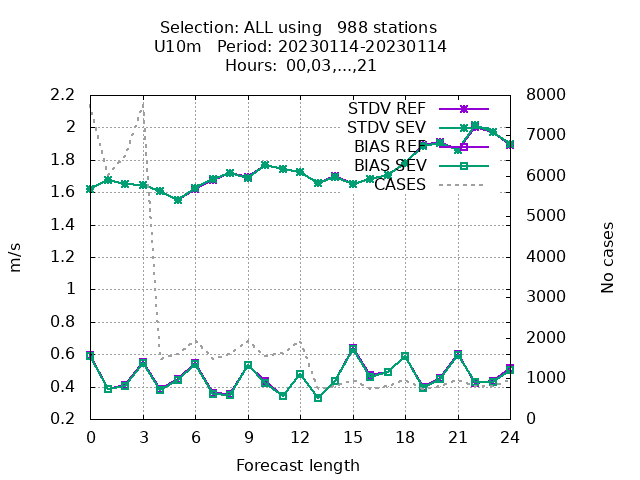 Selection: ALL using   988 stations
U10m   Period: 20230114-20230114
Hours: 00,03,...,21
STDV REF
STDV SEV
BIAS REF
BIAS SEV
CASES
2.2
2
1.8
1.6
1.4
1.2
1
0.8
0.6
0.4
0.2
8000
7000
6000
5000
4000
3000
2000
1000
0
m/s
No cases
0 3 6 9 12 15 18 21 24
Forecast length